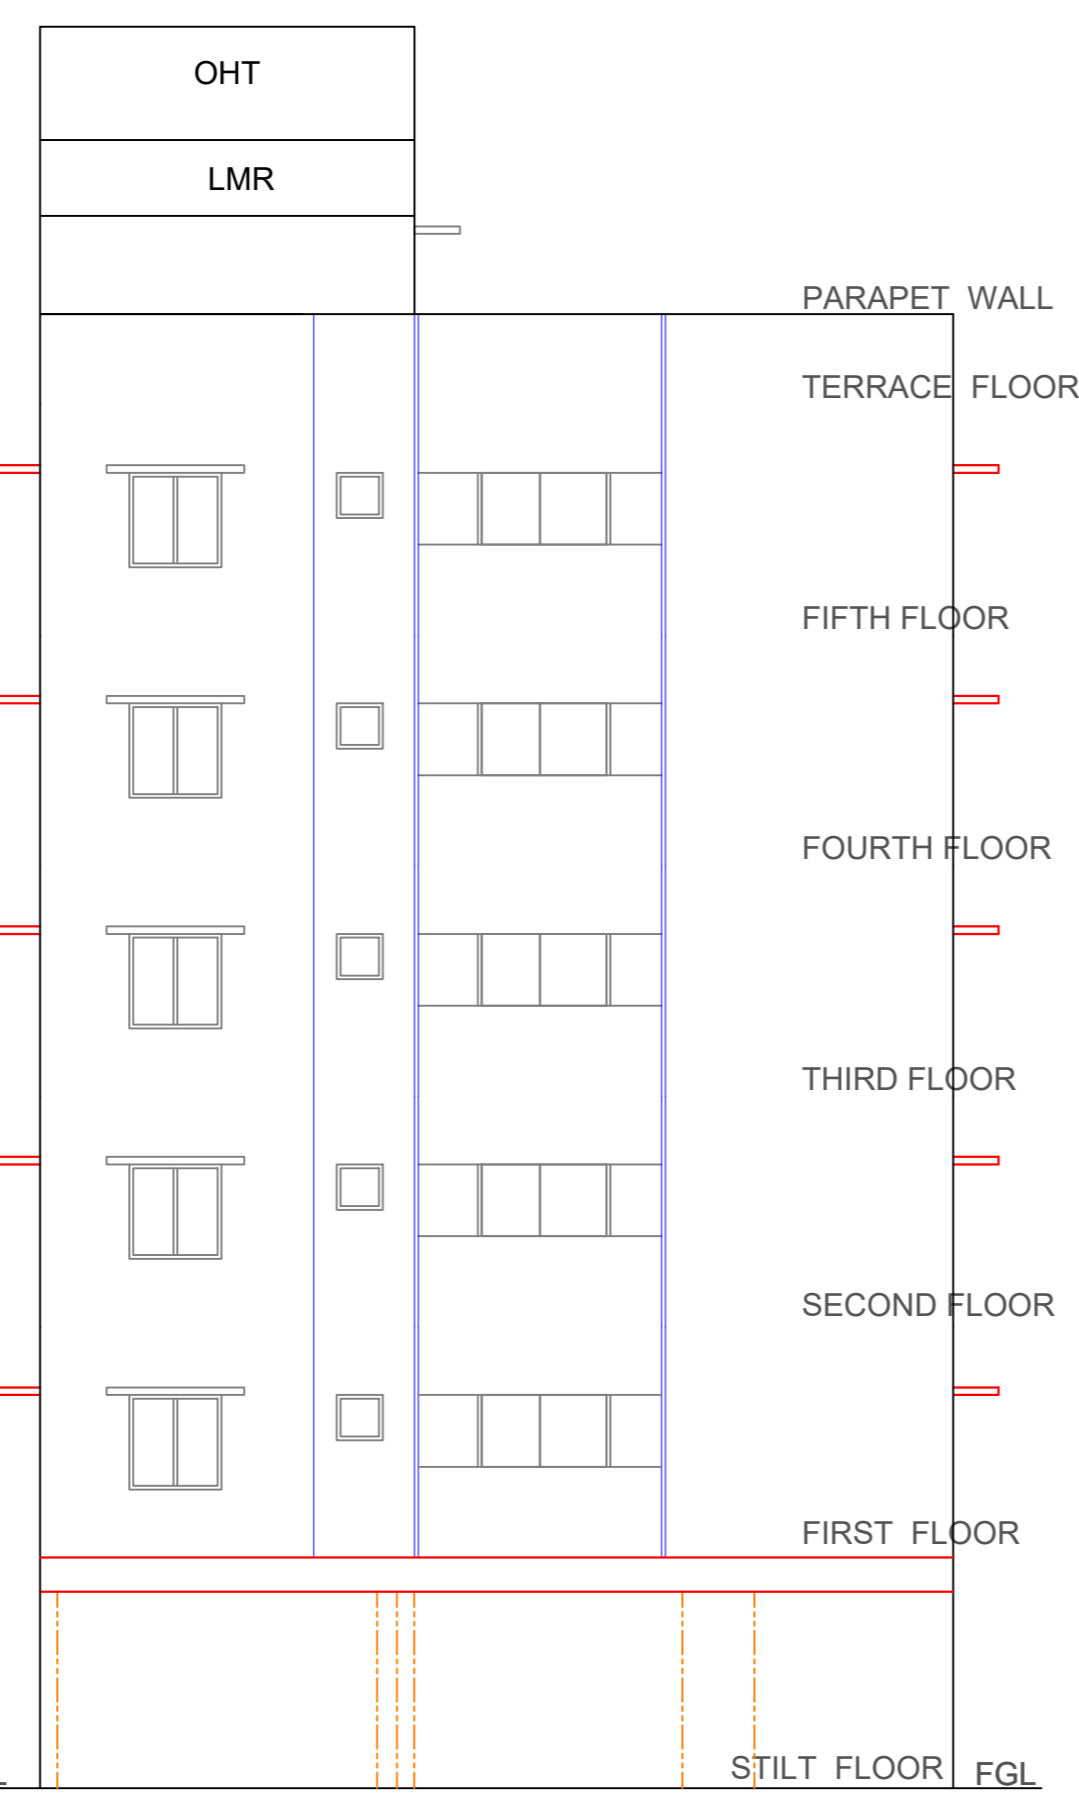 OHT
LMR
PARAPET WALL
TERRACE FLOOR
FIFTH FLOOR
FOURTH FLOOR
THIRD FLOOR
SECOND FLOOR
FIRST FLOOR
STILT FLOOR
FGL